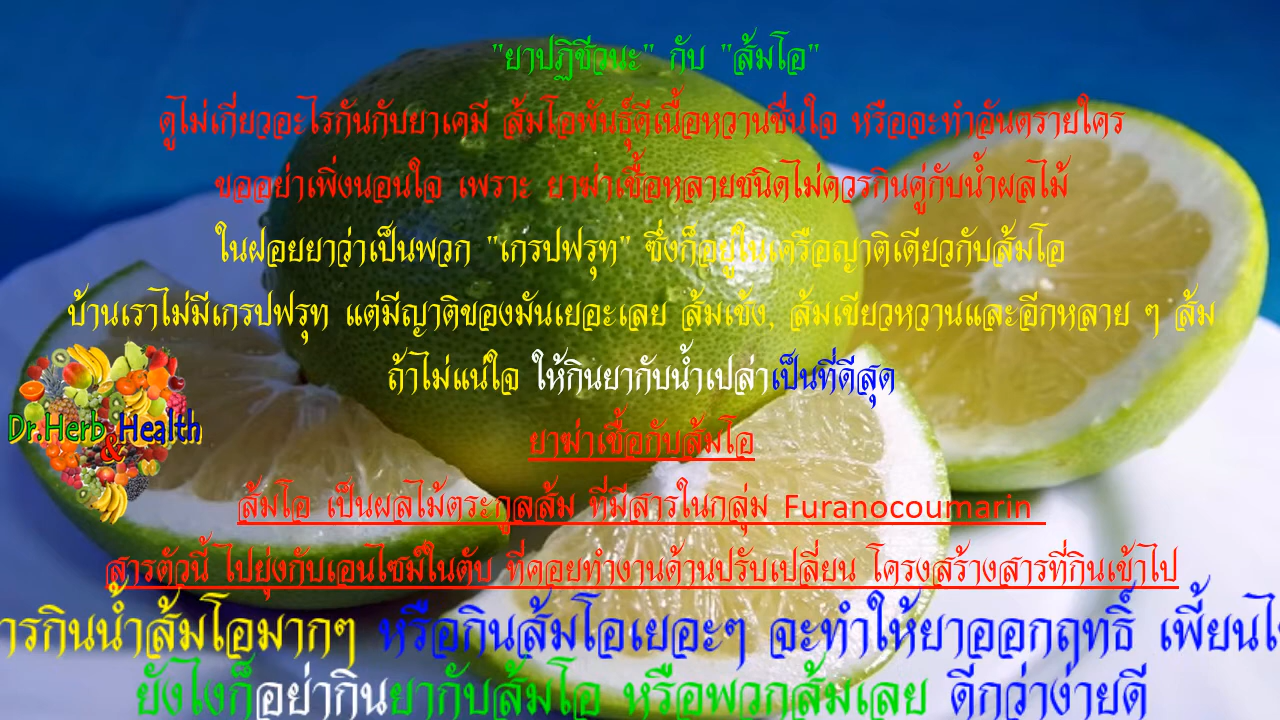 "ยาปฏิชีวนะ" กับ "ส้มโอ"
ดูไม่เกี่ยวอะไรกันกับยาเคมี ส้มโอพันธุ์ดีเนื้อหวานชื่นใจ หรือจะทำอันตรายใคร
ขออย่าเพิ่งนอนใจ เพราะ ยาฆ่าเชื้อหลายชนิดไม่ควรกินคู่กับน้ำผลไม้
ในฝอยยาว่าเป็นพวก "เกรปฟรุท" ซึ่งก็อยู่ในเครือญาติเดียวกับส้มโอ
บ้านเราไม่มีเกรปฟรุท แต่มีญาติของมันเยอะเลย ส้มเช้ง, ส้มเขียวหวานและอีกหลาย ๆ ส้ม
ถ้าไม่แน่ใจ ให้กินยากับน้ำเปล่าเป็นที่ดีสุด
Dr.Herb & Health
ยาฆ่าเชื้อกับส้มโอ
ส้มโอ เป็นผลไม้ตระกูลส้ม ที่มีสารในกลุ่ม Furanocoumarin
สารตัวนี้ ไปยุ่งกับเอนไซม์ในตับ ที่คอยทำงานด้านปรับเปลี่ยน โครงสร้างสารที่กินเข้าไป
ารกินน้ำส้มโอมากๆ หรือกินส้มโอเยอะๆ จะทำให้ยาออกฤทธิ์ เพี้ยนไ
ยังไงก็อย่ากินยากับส้มโอ หรือพวกส้มเลย ดีกว่าง่ายดี